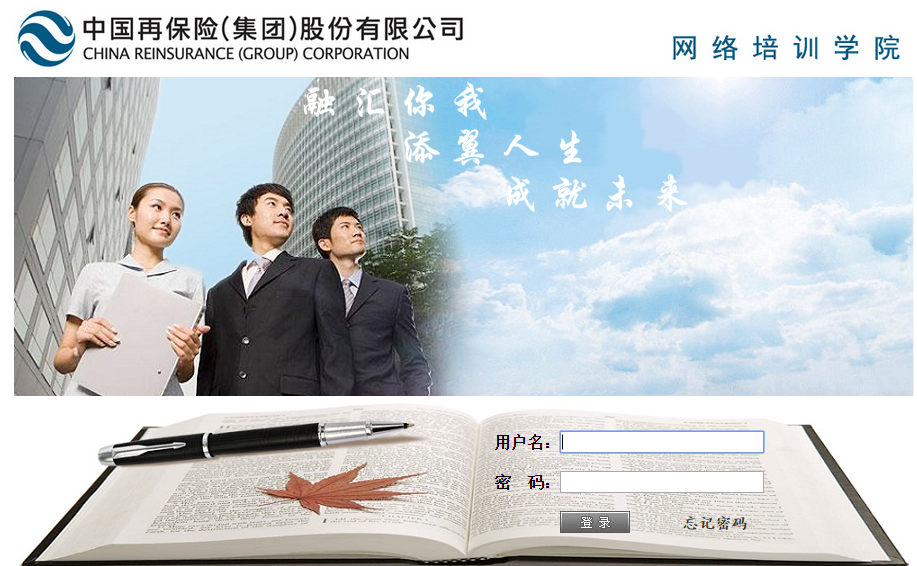 中国再保险(集团)股份有限公司
CHINA REINSURANCE (GROUP) CORPORATION
网络培训学院
融汇你我
添翼人生
成就未来
用户名：
密 码：
登 录
忘记密码